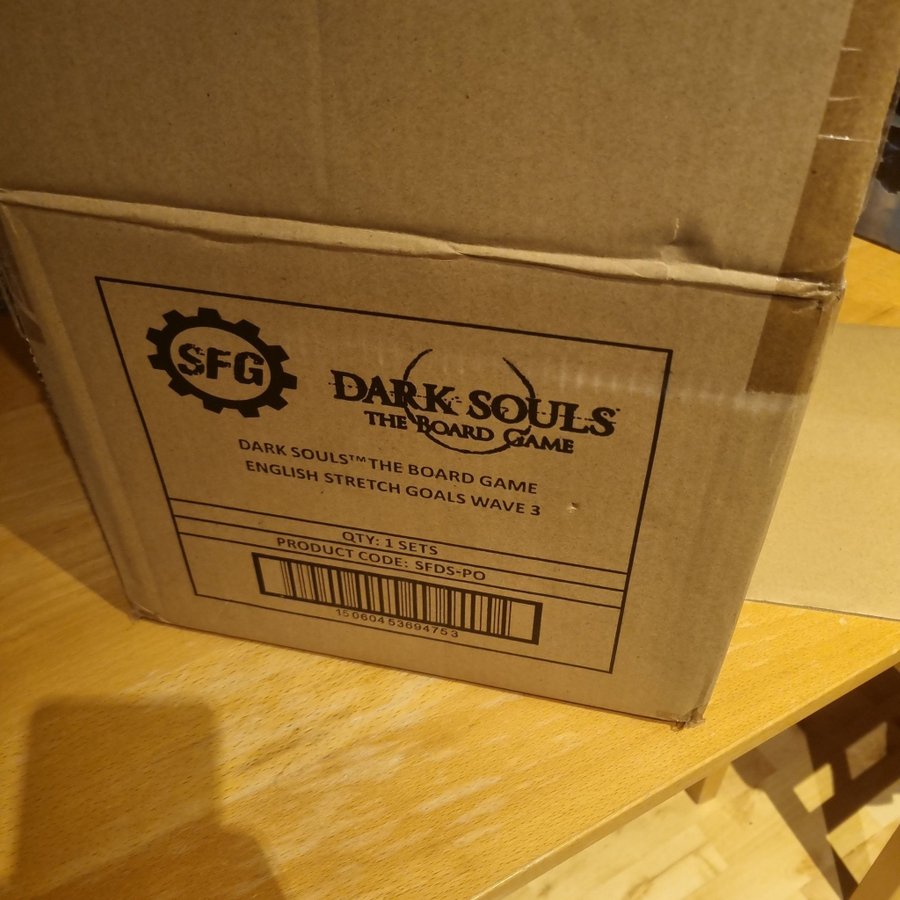 SFG
DARK SOULS
THE BOARD GAME
DARK SOULS™ THE BOARD GAME
ENGLISH STRETCH GOALS WAVE 3
QTY: 1 SETS
PRODUCT CODE: SFDS-PO
15060453694753